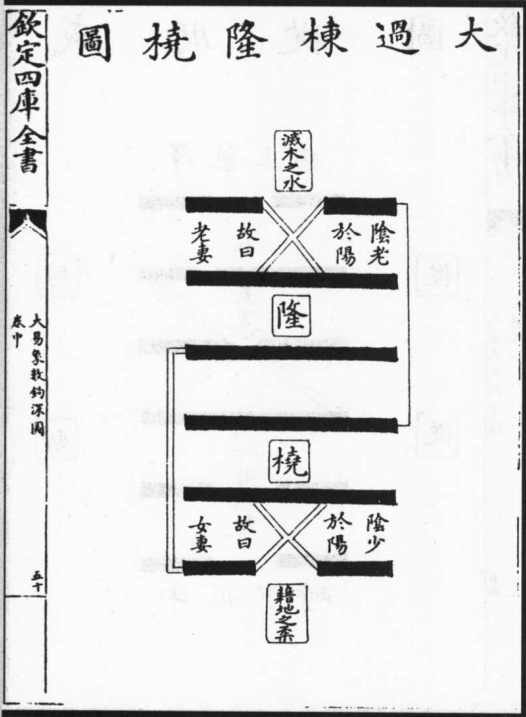 大過棟隆橈圖
滅木之水
陰老
於陽
故曰
老妻
隆
橈
陰少
於陽
故曰
女妻
藉地之柔
欽定四庫全書
大易象數鉤深圖
卷中
五十